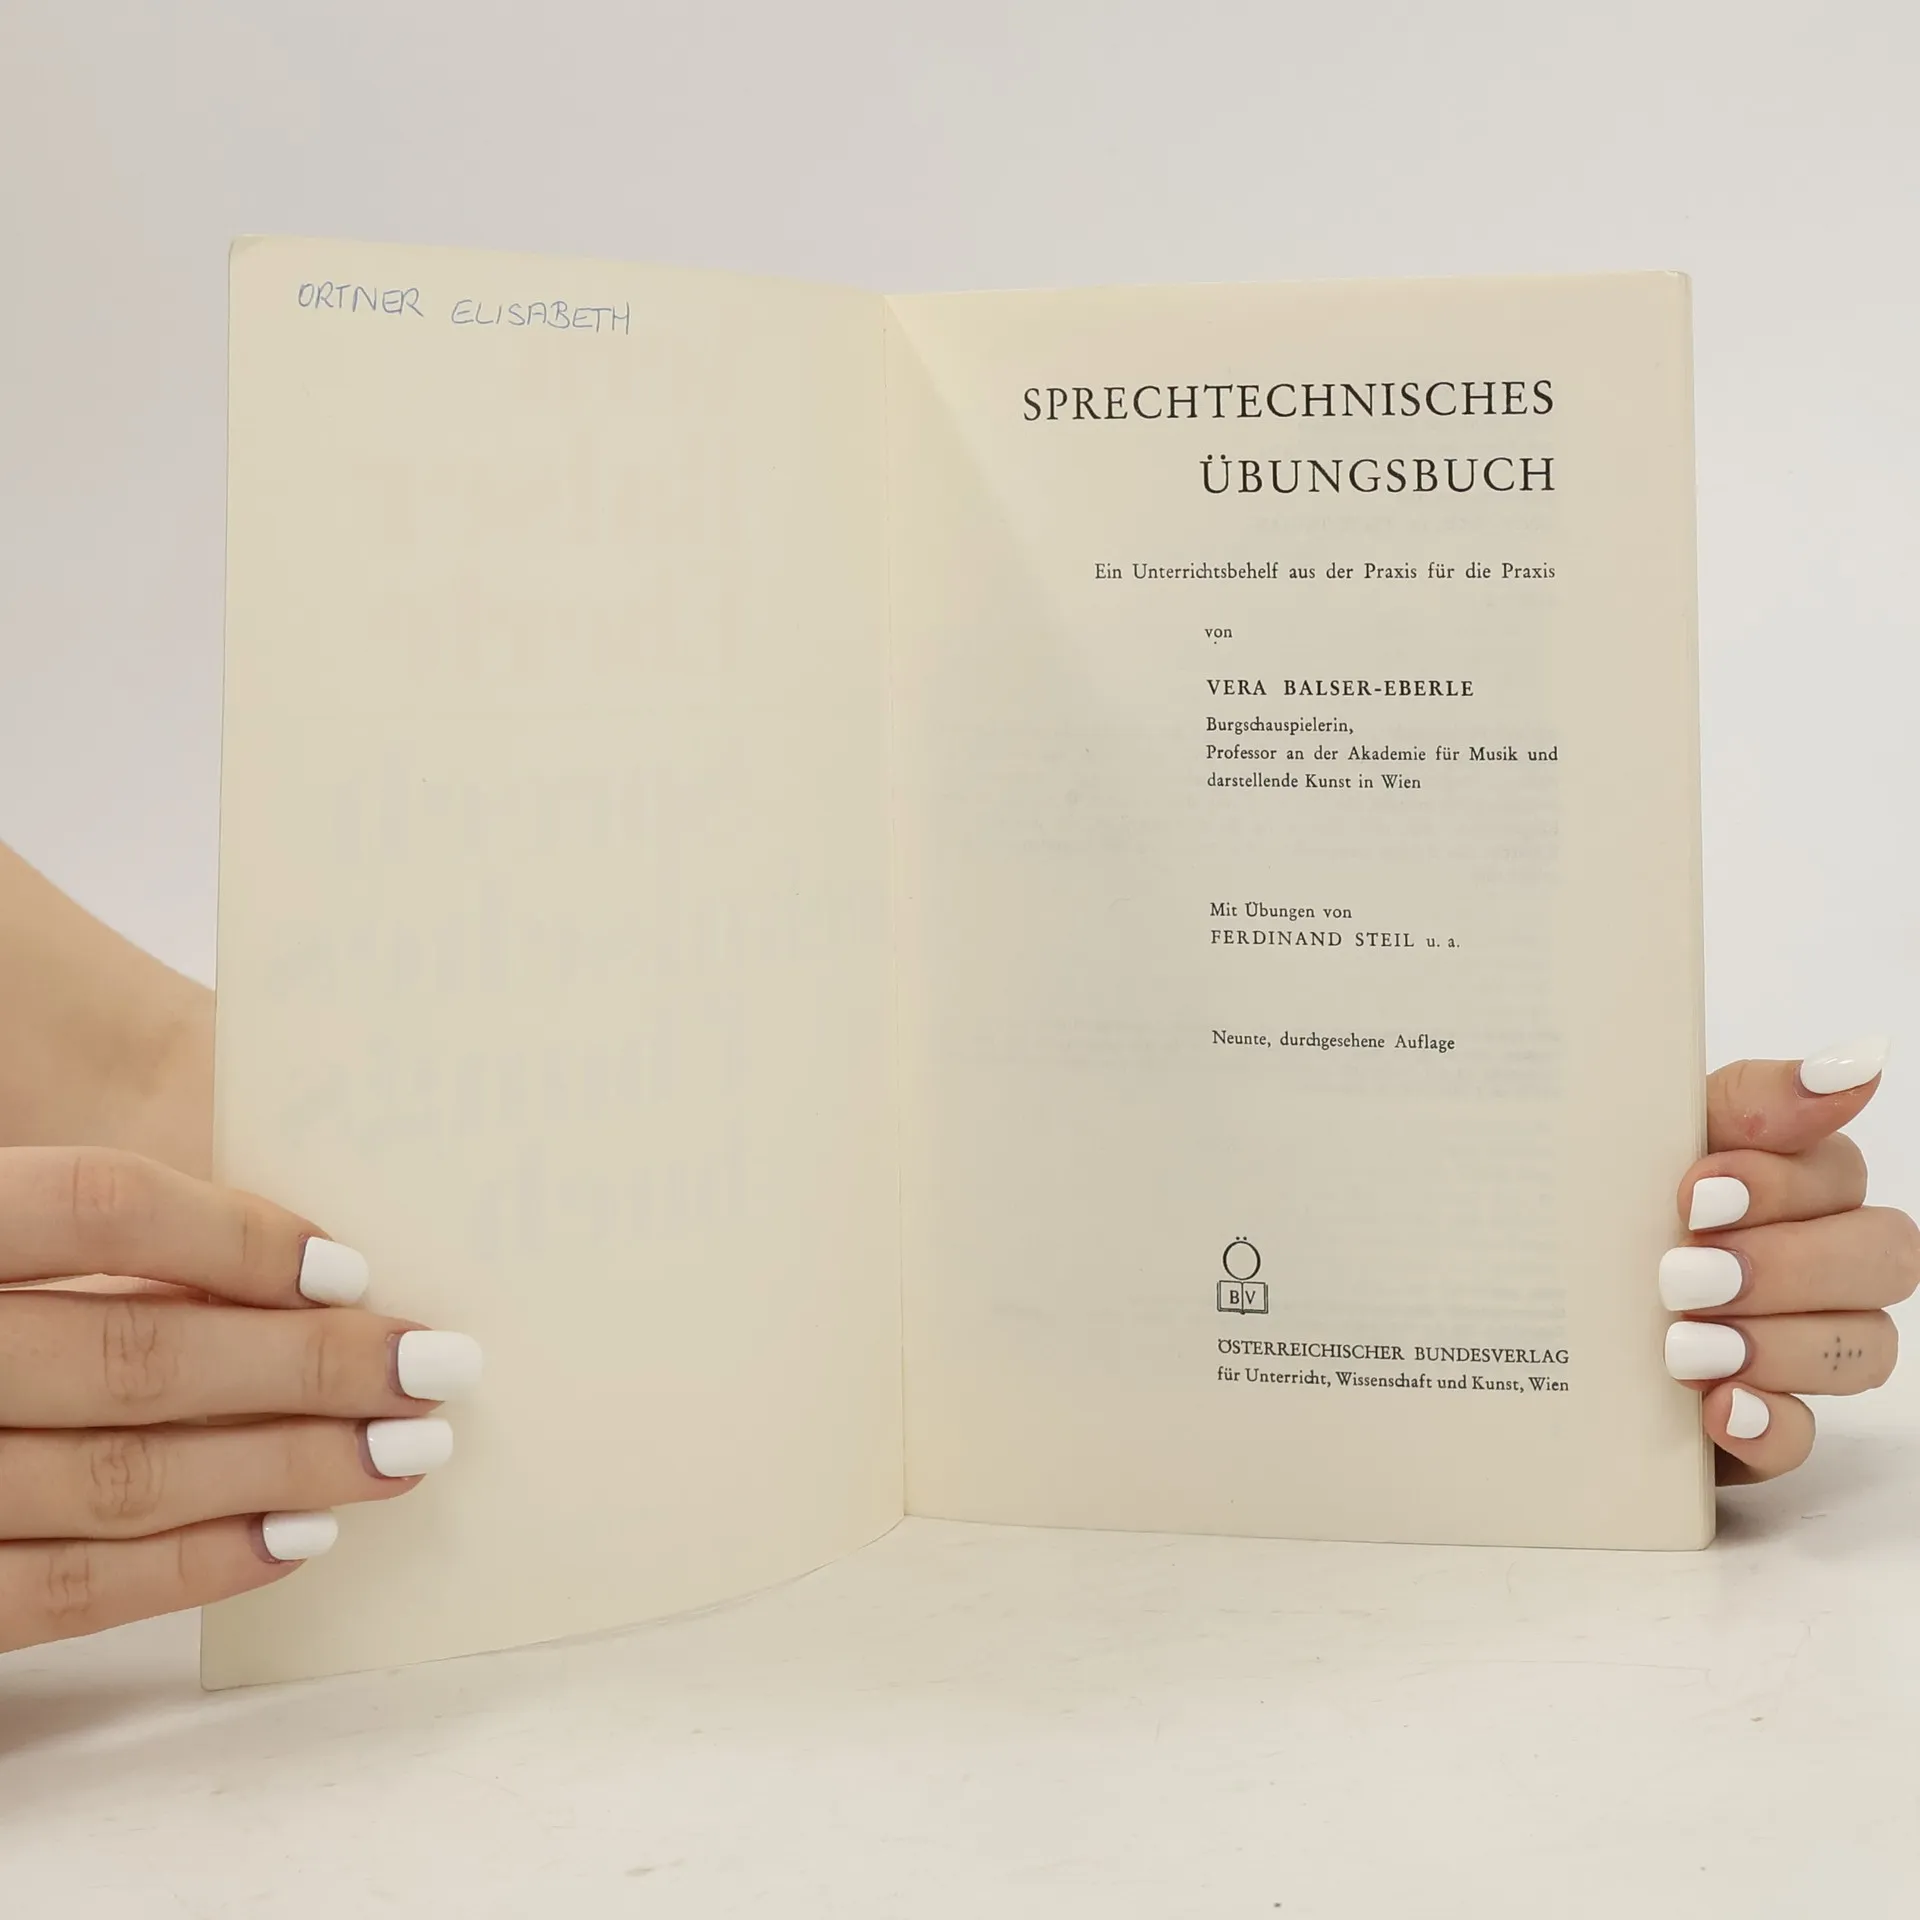 ORTNER ELISABETH
SPRECHTECHNISCHES
ÜBUNGSBUCH
Ein Unterrichtsbehelf aus der Praxis für die Praxis
von
VERA BALSER-EBERLE
Burgschauspielerin,
Professor an der Akademie für Musik und
darstellende Kunst in Wien
Mit Übungen von
FERDINAND STEIL u. a.
Neunte, durchgesehene Auflage
Ö
BV
ÖSTERREICHISCHER BUNDESVERLAG
für Unterricht, Wissenschaft und Kunst, Wien